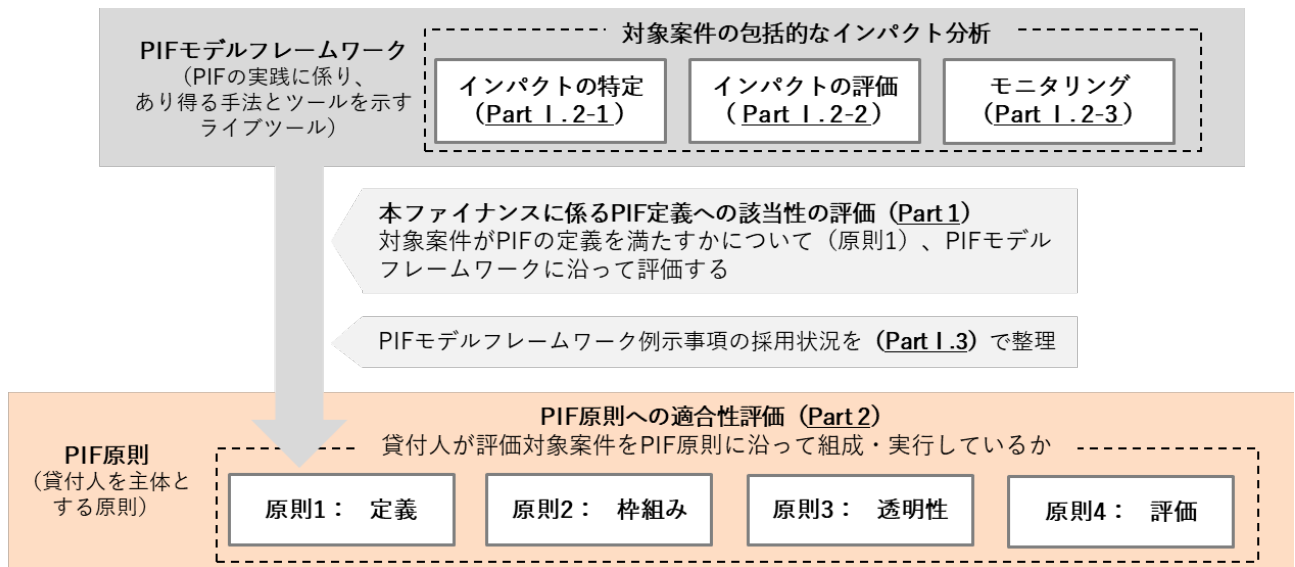 PIFモデルフレームワーク
(PIFの実践に係り、
あり得る手法とツールを示す
ライブツール)
対象案件の包括的なインパクト分析
インパクトの特定
(Part Ⅰ. 2-1)
インパクトの評価
( Part Ⅰ. 2-2)
モニタリング
(Part Ⅰ. 2-3)
本ファイナンスに係るPIF定義への該当性の評価 (Part 1)
対象案件がPIFの定義を満たすかについて(原則1)、PIFモデル
フレームワークに沿って評価する
PIFモデルフレームワーク例示事項の採用状況を (Part Ⅰ.3) で整理
PIF原則への適合性評価 (Part 2)
貸付人が評価対象案件をPIF原則に沿って組成・実行しているか
PIF原則
(貸付人を主体と
する原則)
原則1: 定義
原則2: 枠組み
原則3: 透明性
原則4: 評価